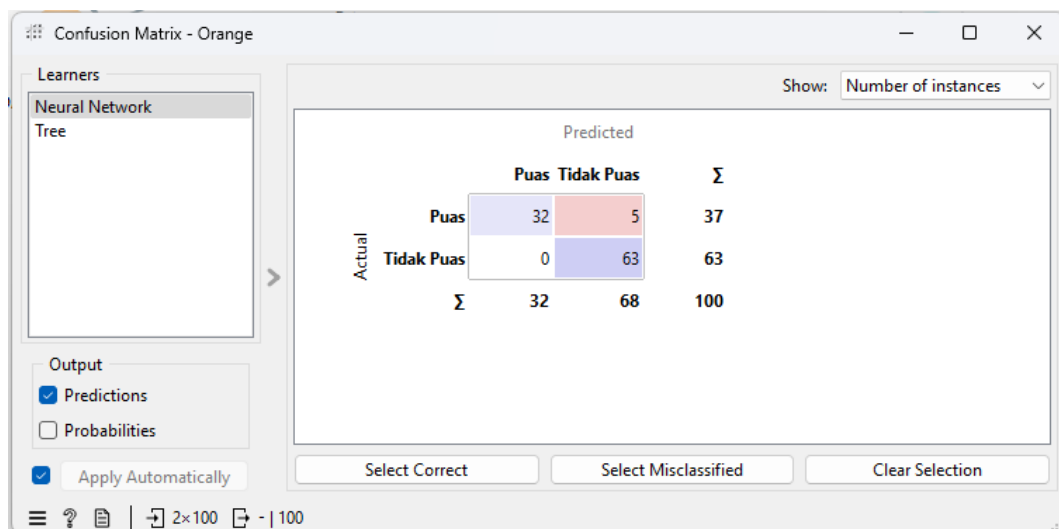 Confusion Matrix - Orange
Learners
Neural Network
Tree
Output
Predictions
Probabilities
Apply Automatically
Show: Number of instances
Predicted
Puas Tidak Puas Σ
Actual
Puas 32 5 37
Tidak Puas 0 63 63
Σ 32 68 100
Select Correct Select Misclassified Clear Selection
? 2×100 - | 100